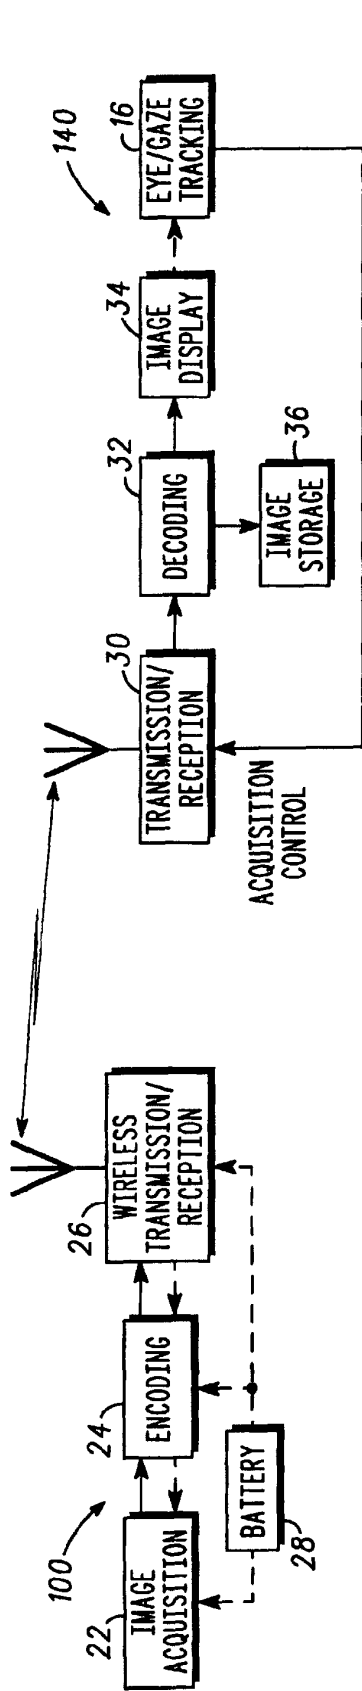 100
22
IMAGE
ACQUISITION
24
ENCODING
26
WIRELESS
TRANSMISSION/
RECEPTION
BATTERY
28
30
TRANSMISSION/
RECEPTION
ACQUISITION
CONTROL
32
DECODING
IMAGE
STORAGE
36
34
IMAGE
DISPLAY
140
16
EYE/GAZE
TRACKING